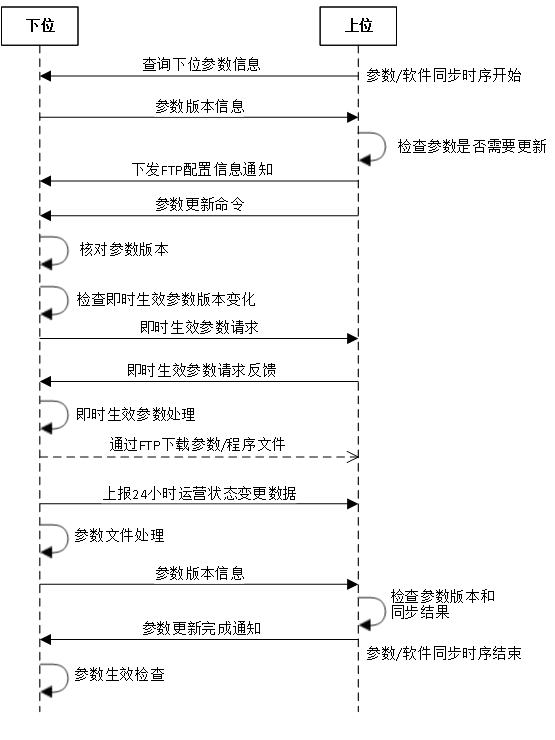 下位
上位
查询下位参数信息
参数/软件同步时序开始
参数版本信息
检查参数是否需要更新
下发FTP配置信息通知
参数更新命令
核对参数版本
检查即时生效参数版本变化
即时生效参数请求
即时生效参数请求反馈
即时生效参数处理
通过FTP下载参数/程序文件
上报24小时运营状态变更数据
参数文件处理
参数版本信息
检查参数版本和
同步结果
参数更新完成通知
参数/软件同步时序结束
参数生效检查